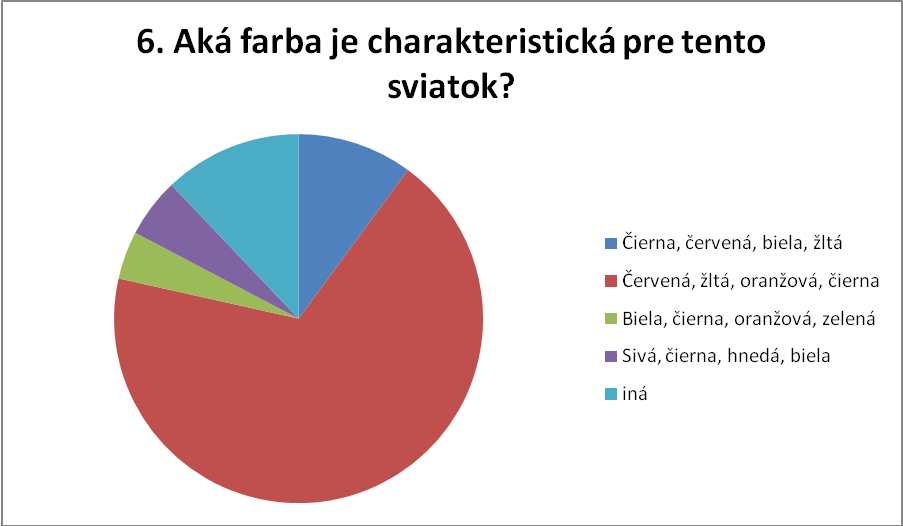 6. Aká farba je charakteristická pre tento
sviatok?
Čierna, červená, biela, žltá
Červená, žltá, oranžová, čierna
Biela, čierna, oranžová, zelená
Sivá, čierna, hnedá, biela
iná